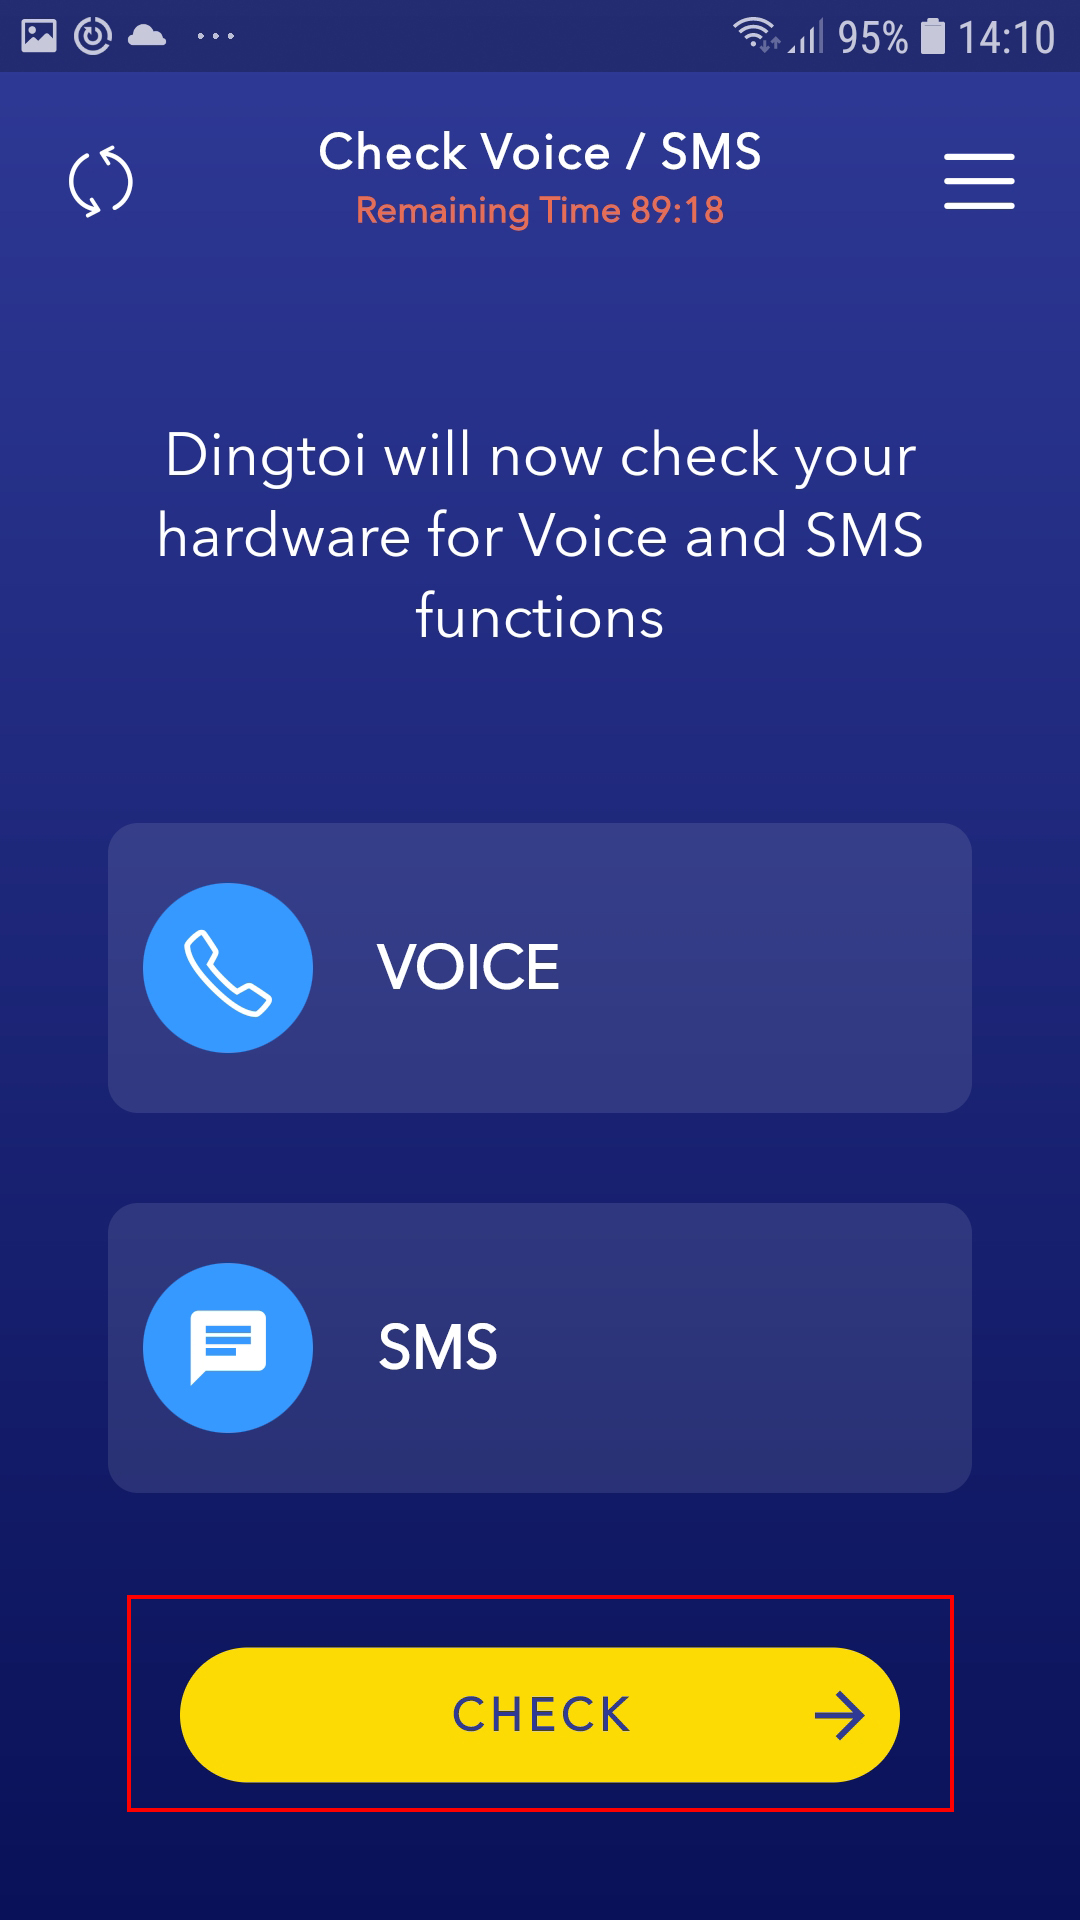 95% 14:10
Check Voice / SMS
Remaining Time 89:18
Dingtoi will now check your
hardware for Voice and SMS
functions
VOICE
SMS
CHECK